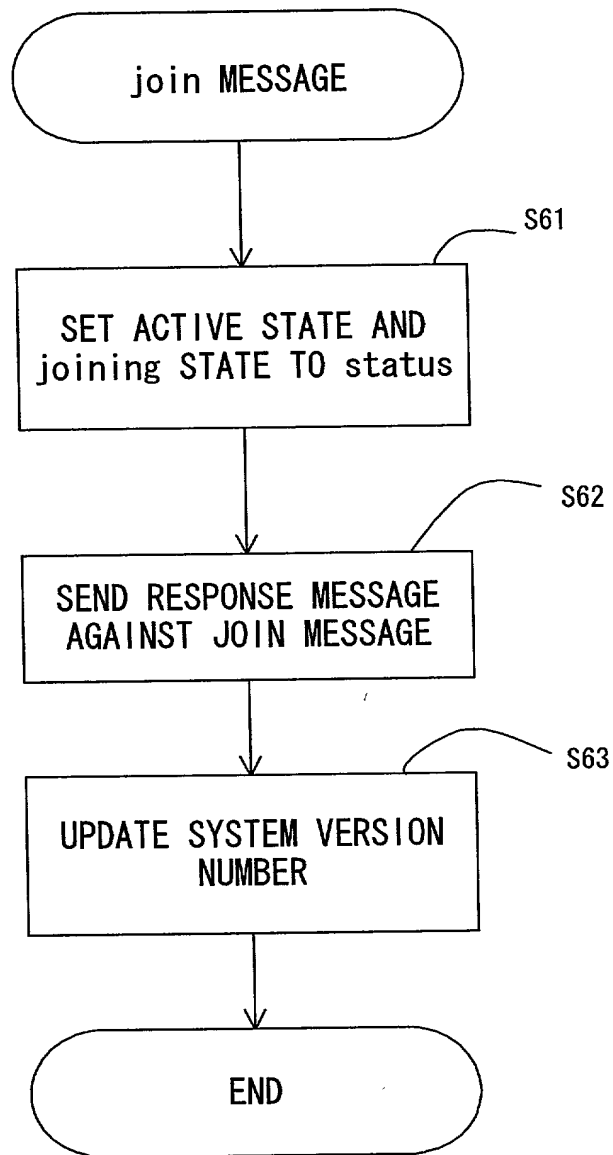 join MESSAGE
S61
SET ACTIVE STATE AND
joining STATE TO status
S62
SEND RESPONSE MESSAGE
AGAINST JOIN MESSAGE
S63
UPDATE SYSTEM VERSION
NUMBER
END